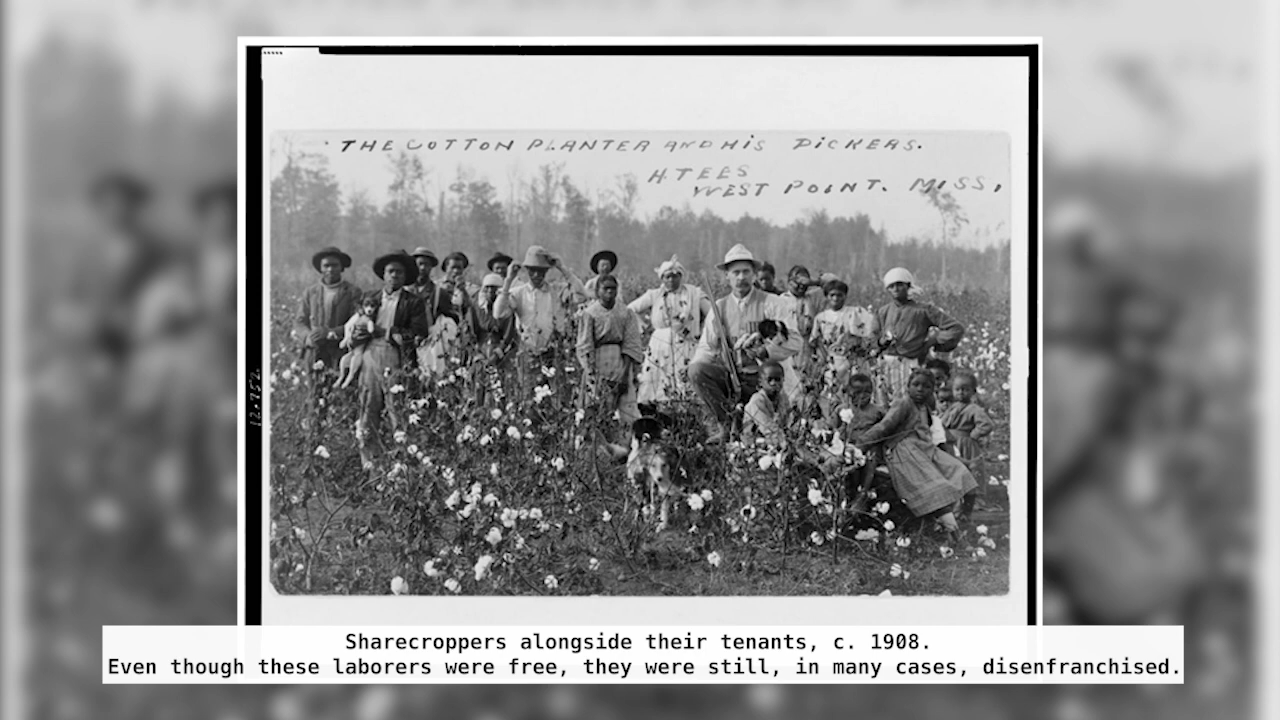 THE COTTON PLANTER AND HIS PICKERS.
H.TEES
WEST POINT. MISS,
Sharecroppers alongside their tenants, c. 1908.
Even though these laborers were free, they were still, in many cases, disenfranchised.